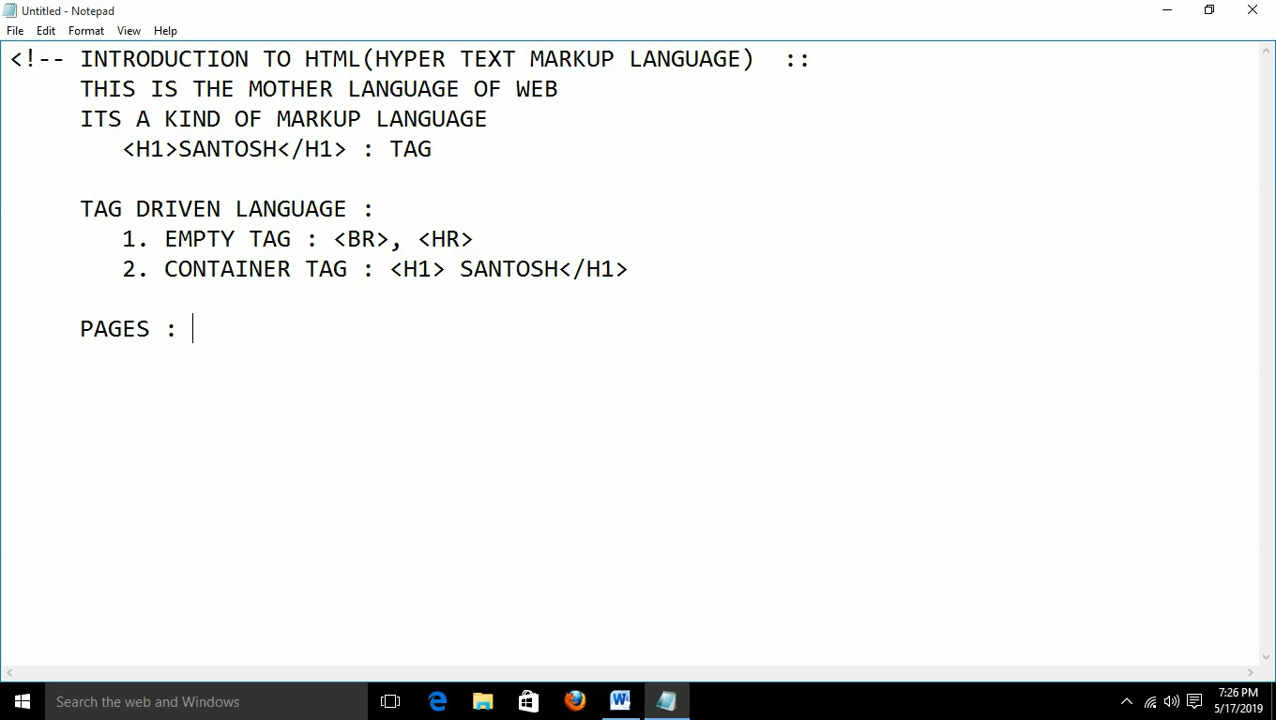 Untitled - Notepad
File Edit Format View Help
<!-- INTRODUCTION TO HTML(HYPER TEXT MARKUP LANGUAGE) ::
THIS IS THE MOTHER LANGUAGE OF WEB
ITS A KIND OF MARKUP LANGUAGE
<H1>SANTOSH</H1> : TAG
TAG DRIVEN LANGUAGE :
1. EMPTY TAG : <BR>, <HR>
2. CONTAINER TAG : <H1> SANTOSH</H1>
PAGES :
Search the web and Windows
7:26 PM
5/17/2019